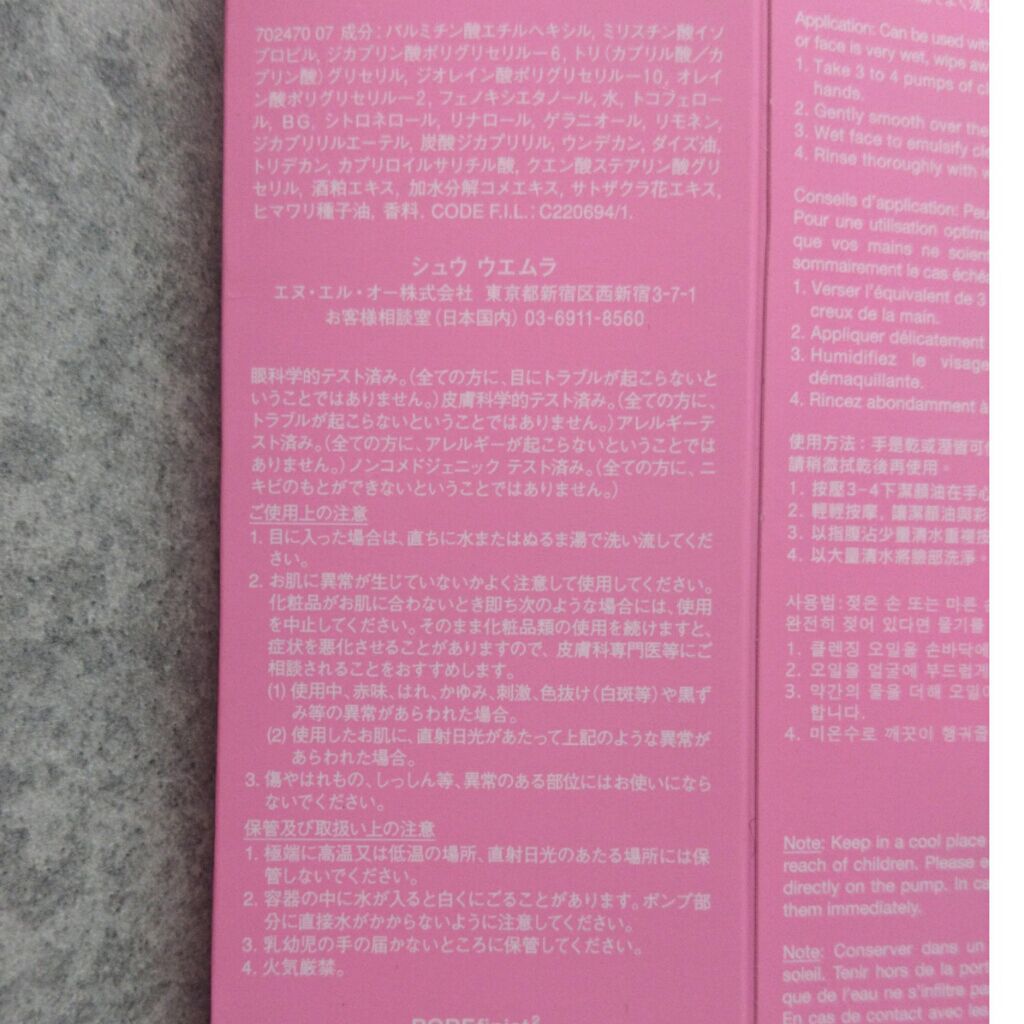 702470 07 成分：パルミチン酸エチルヘキシル, ミリスチン酸イソ
プロピル, ジカプリン酸ポリグリセリル－6, トリ（カプリル酸／カ
プリン酸）グリセリル, ジオレイン酸ポリグリセリル－10, オレイ
ン酸ポリグリセリル－2, フェノキシエタノール, 水, トコフェロー
ル, BG, シトロネロール, リナロール, ゲラニオール, リモネン,
ジカプリリルエーテル, 炭酸ジカプリリル, ウンデカン, ダイズ油,
トリデカン, カプリロイルサリチル酸, クエン酸ステアリン酸グリ
セリル, 酒粕エキス, 加水分解コメエキス, サトザクラ花エキス,
ヒマワリ種子油, 香料. CODE F.I.L.: C220694/1.
シュウ ウエムラ
エヌ・エル・オー株式会社 東京都新宿区西新宿3-7-1
お客様相談室（日本国内）03-6911-8560
眼科学的テスト済み。（全ての方に、目にトラブルが起こらないと
いうことではありません。）皮膚科学的テスト済み。（全ての方に、
トラブルが起こらないということではありません。）アレルギーテ
スト済み。（全ての方に、アレルギーが起こらないということでは
ありません。）ノンコメドジェニック テスト済み。（全ての方に、ニ
キビのもとができないということではありません。）
ご使用上の注意
1. 目に入った場合は、直ちに水またはぬるま湯で洗い流してくだ
さい。
2. お肌に異常が生じていないかよく注意して使用してください。
化粧品がお肌に合わないとき即ち次のような場合には、使用
を中止してください。そのまま化粧品類の使用を続けますと、
症状を悪化させることがありますので、皮膚科専門医等にご
相談されることをおすすめします。
(1) 使用中、赤味、はれ、かゆみ、刺激、色抜け（白斑等）や黒ず
み等の異常があらわれた場合。
(2) 使用したお肌に、直射日光があたって上記のような異常が
あらわれた場合。
3. 傷やはれもの、しっしん等、異常のある部位にはお使いになら
ないでください。
保管及び取扱い上の注意
1. 極端に高温又は低温の場所、直射日光のあたる場所には保
管しないでください。
2. 容器の中に水が入ると白くにごることがあります。ポンプ部
分に直接水がかからないように注意してください。
3. 乳幼児の手の届かないところに保管してください。
4. 火気厳禁。
Application: Can be used with
or face is very wet, wipe aw
1. Take 3 to 4 pumps of cl
hands.
2. Gently smooth over the
3. Wet face to emulsify cle
4. Rinse thoroughly with w
Conseils d'application: Peu
Pour une utilisation optima
que vos mains ne soient
sommairement le cas échéa
1. Verser l'équivalent de 3
creux de la main.
2. Appliquer délicatement
3. Humidifiez le visage
démaquillante.
4. Rincez abondamment à
使用方法：手是乾或溼皆可使
請稍微拭乾後再使用。
1. 按壓3-4下潔顏油在手心
2. 輕輕按摩，讓潔顏油與彩
3. 以指腹沾少量清水重複按
4. 以大量清水將臉部洗淨。
사용법: 젖은 손 또는 마른 손
완전히 젖어 있다면 물기를
1. 클렌징 오일을 손바닥에
2. 오일을 얼굴에 부드럽게
3. 약간의 물을 더해 오일이
합니다.
4. 미온수로 깨끗이 헹궈줍
Note: Keep in a cool place
reach of children. Please e
directly on the pump. In ca
them immediately.
Note: Conserver dans un
soleil. Tenir hors de la port
que de l'eau ne s'infiltre pa
En cas de contact avec les